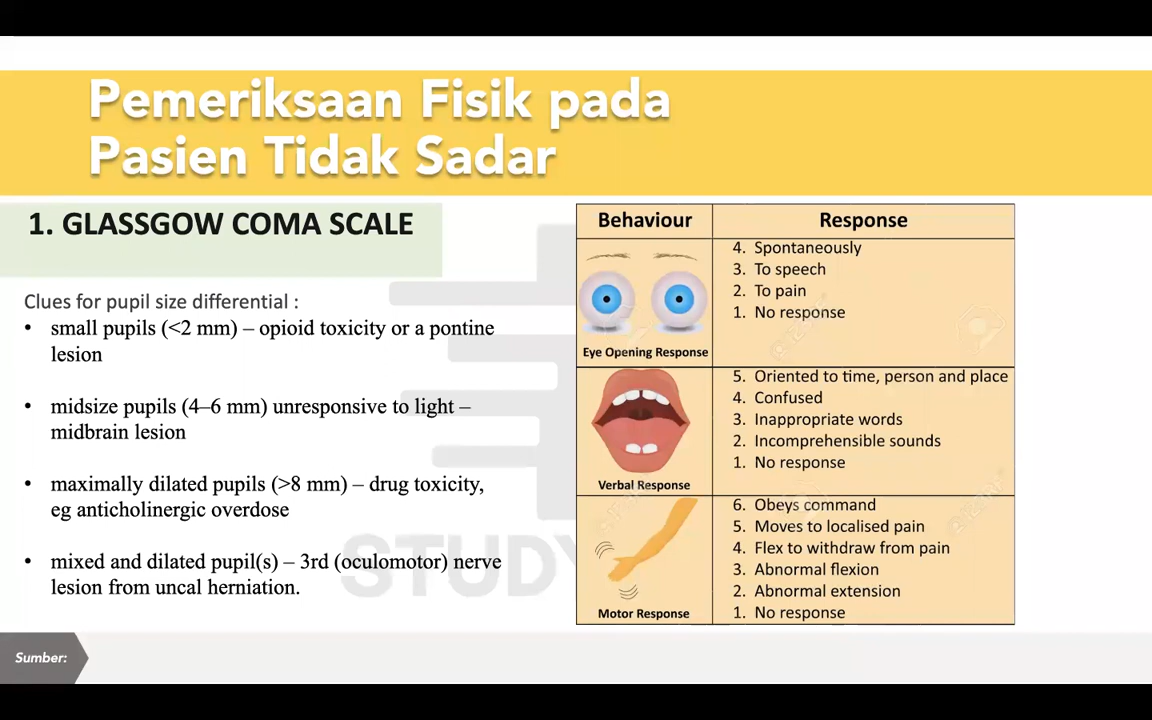 Pemeriksaan Fisik pada
Pasien Tidak Sadar
1. GLASSGOW COMA SCALE
Clues for pupil size differential :
• small pupils (<2 mm) – opioid toxicity or a pontine
lesion
• midsize pupils (4–6 mm) unresponsive to light –
midbrain lesion
• maximally dilated pupils (>8 mm) – drug toxicity,
eg anticholinergic overdose
• mixed and dilated pupil(s) – 3rd (oculomotor) nerve
lesion from uncal herniation.
Behaviour Response
4. Spontaneously
3. To speech
2. To pain
1. No response
Eye Opening Response
5. Oriented to time, person and place
4. Confused
3. Inappropriate words
2. Incomprehensible sounds
1. No response
Verbal Response
6. Obeys command
5. Moves to localised pain
4. Flex to withdraw from pain
3. Abnormal flexion
2. Abnormal extension
1. No response
Motor Response
STUDY
Sumber: